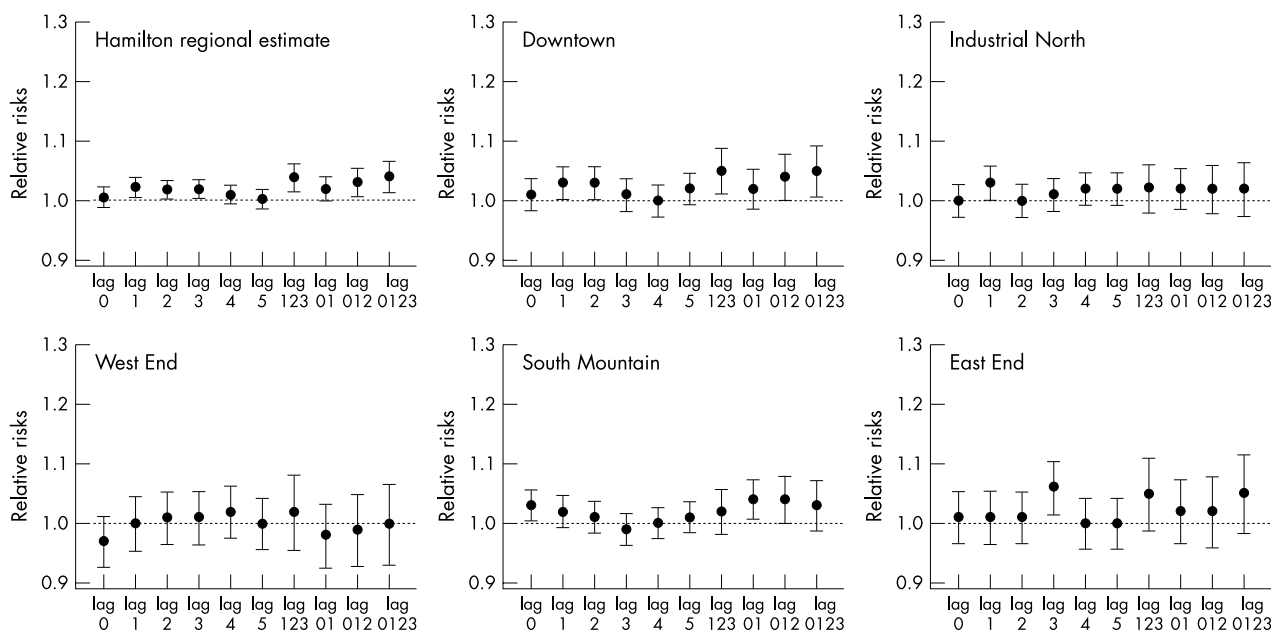 Hamilton regional estimate
Relative risks
1.3
1.2
1.1
1.0
0.9
lag 0 lag 1 lag 2 lag 3 lag 4 lag 5 lag 123 lag 01 lag 012 lag 0123
Downtown
Relative risks
1.3
1.2
1.1
1.0
0.9
lag 0 lag 1 lag 2 lag 3 lag 4 lag 5 lag 123 lag 01 lag 012 lag 0123
Industrial North
Relative risks
1.3
1.2
1.1
1.0
0.9
lag 0 lag 1 lag 2 lag 3 lag 4 lag 5 lag 123 lag 01 lag 012 lag 0123
West End
Relative risks
1.3
1.2
1.1
1.0
0.9
lag 0 lag 1 lag 2 lag 3 lag 4 lag 5 lag 123 lag 01 lag 012 lag 0123
South Mountain
Relative risks
1.3
1.2
1.1
1.0
0.9
lag 0 lag 1 lag 2 lag 3 lag 4 lag 5 lag 123 lag 01 lag 012 lag 0123
East End
Relative risks
1.3
1.2
1.1
1.0
0.9
lag 0 lag 1 lag 2 lag 3 lag 4 lag 5 lag 123 lag 01 lag 012 lag 0123